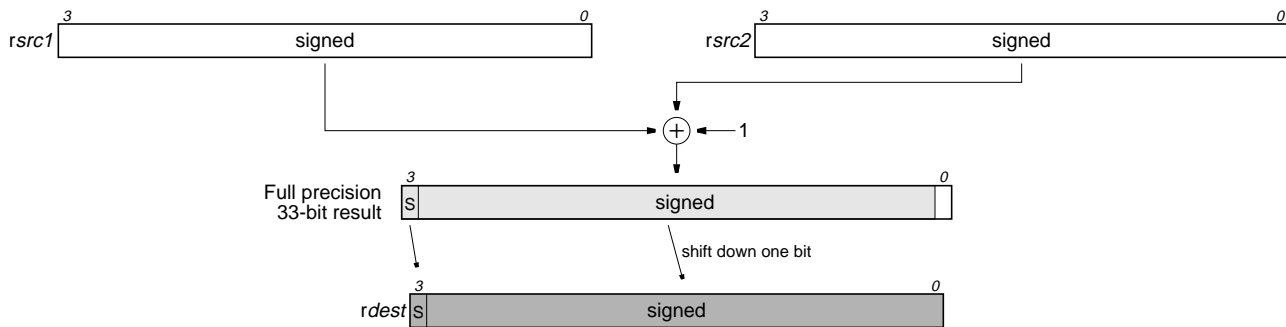 3 0 3 0
rsrc1 signed rsrc2 signed
1
3 0
Full precision
33-bit result
S signed
shift down one bit
3 0
rdest S signed